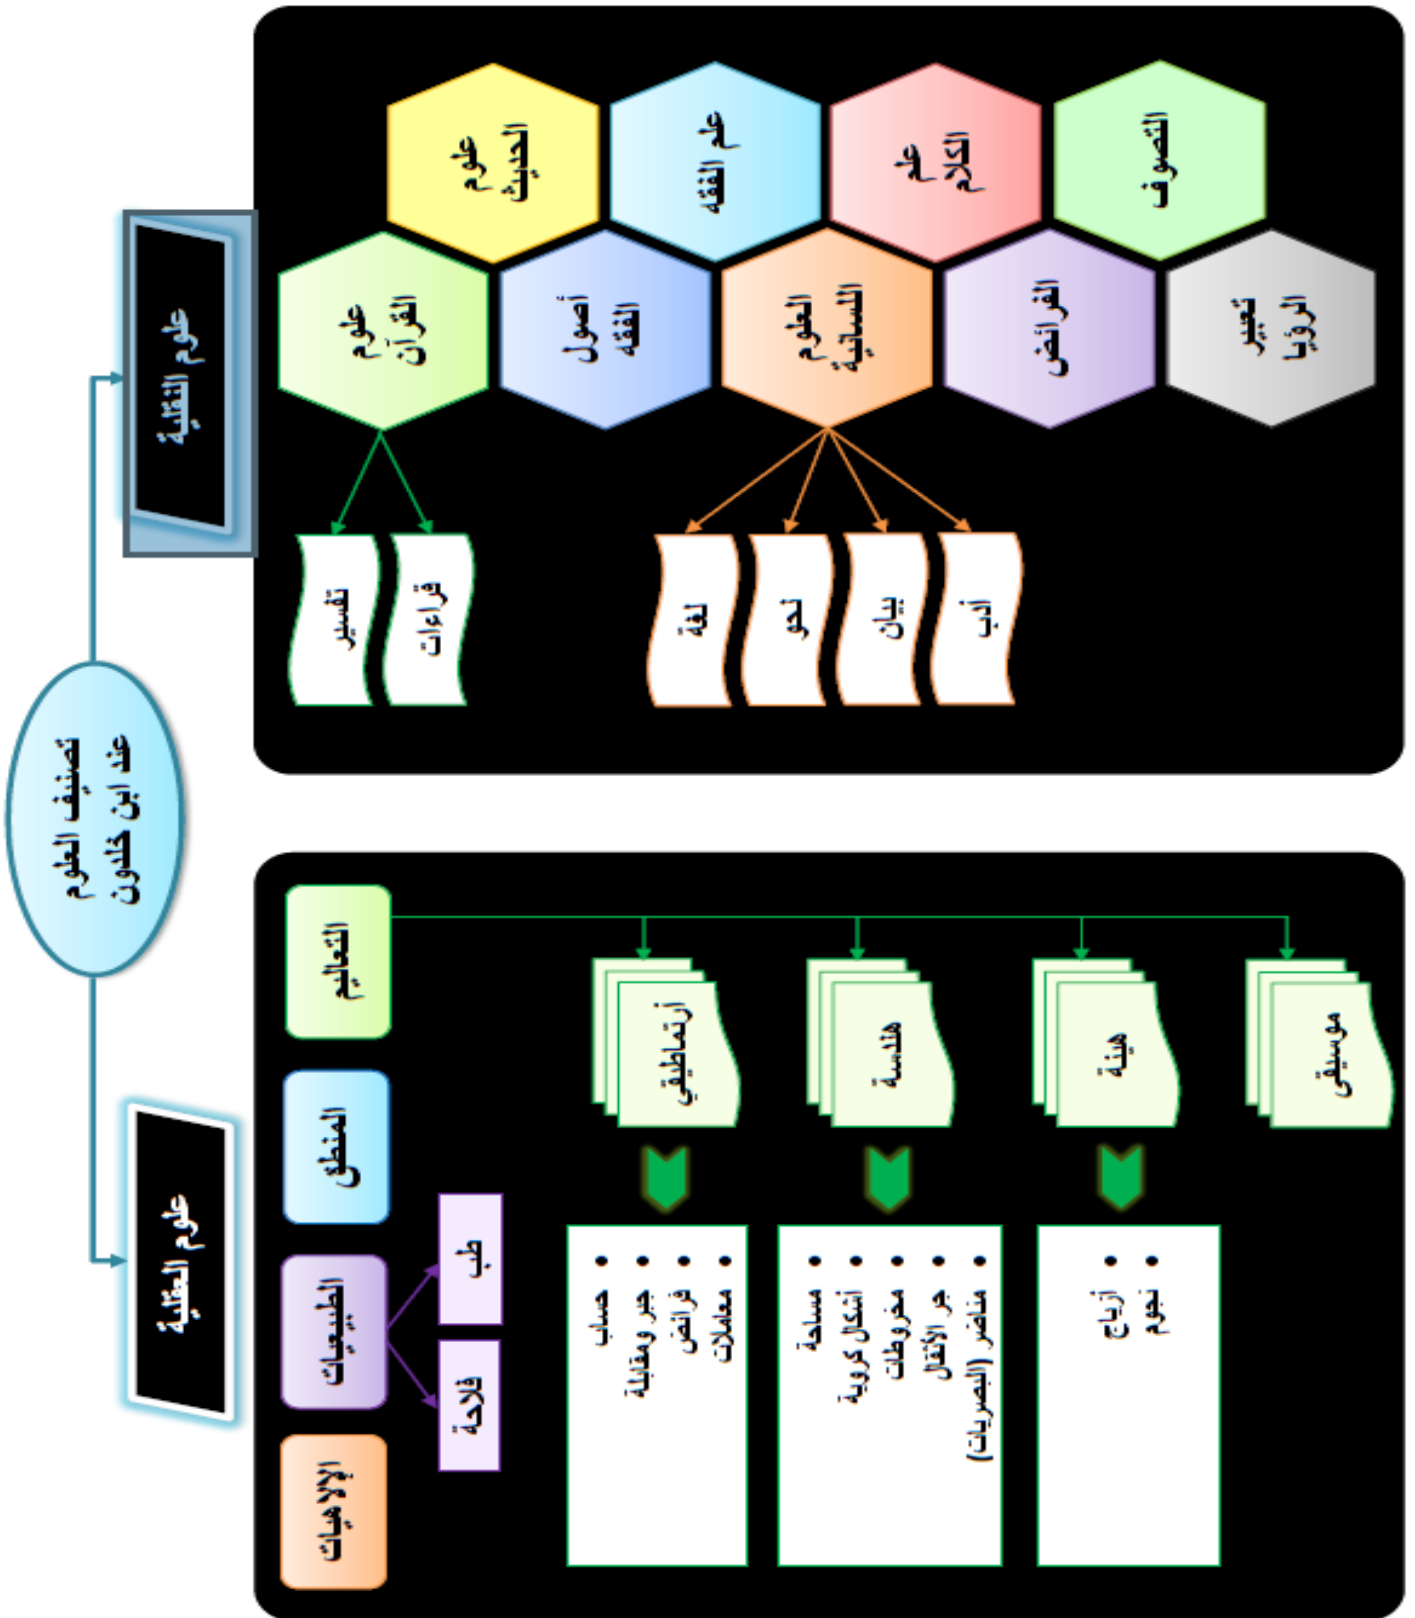 تصنيف العلوم
عند ابن خلدون
علوم النقلية
علوم
القرآن
علوم
الحديث
أصول
الفقه
علم الفقه
العلوم
اللسانية
علم
الكلام
الفرائض
التصوف
تعبير
الرؤيا
تفسير
قراءات
لغة
نحو
بيان
أدب
علوم العقلية
التعاليم
المنطق
الطبيعيات
الإلاهيات
طب
فلاحة
أرتماطيقي
• حساب
• جبر ومقابلة
• فرائض
• معاملات
هندسة
• مساحة
• أشكال كروية
• مخروطات
• جر الأثقال
• مناضر (البصريات)
هيئة
• أزياج
• نجوم
موسيقى